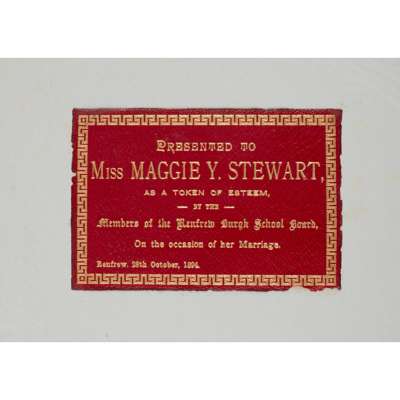 PRESENTED TO
MISS MAGGIE Y. STEWART,
AS A TOKEN OF ESTEEM,
— BY THE —
Members of the Renfrew Burgh School Board,
On the occasion of her Marriage.
Renfrew, 28th October, 1894.